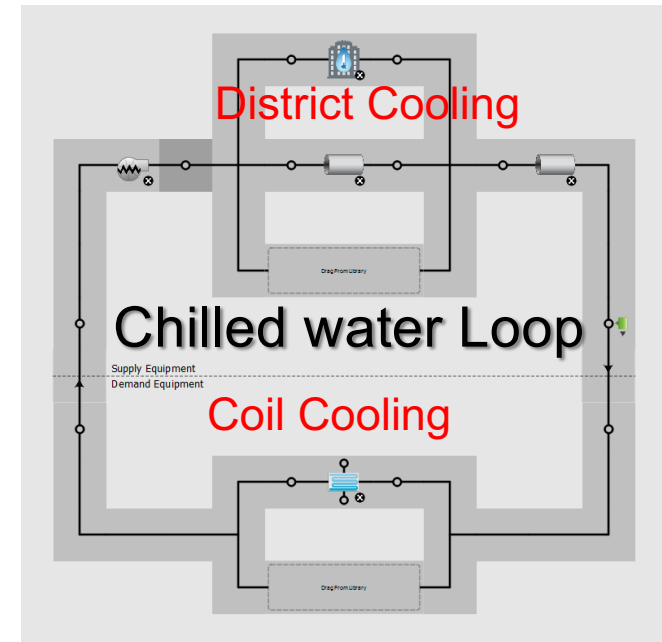 District Cooling
Drag From Library
Chilled water Loop
Supply Equipment
Demand Equipment
Coil Cooling
Drag From Library